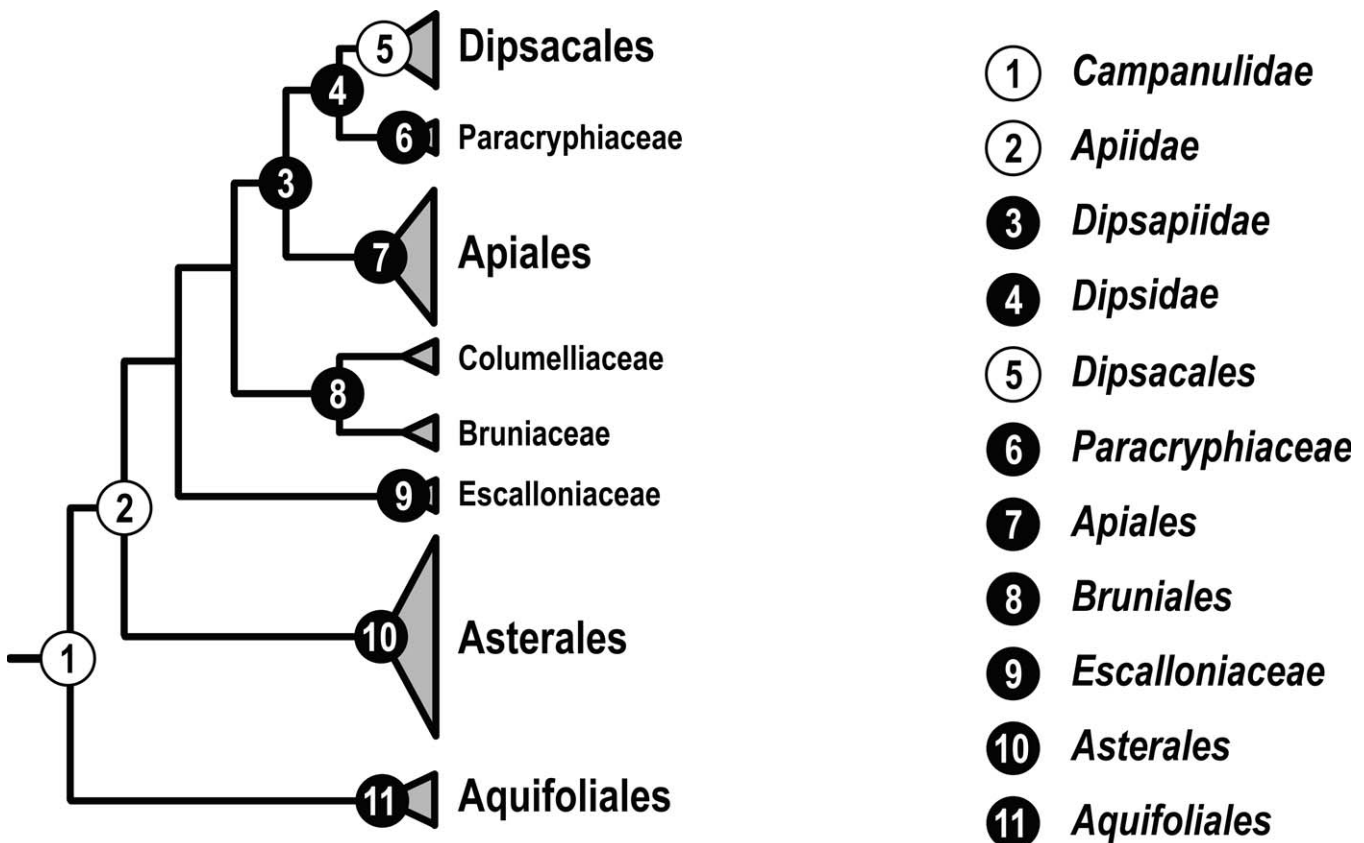 5 Dipsacales
4
6 Paracryphiaceae
3
7 Apiales
Columelliaceae
8
Bruniaceae
9 Escalloniaceae
2
10 Asterales
1
11 Aquifoliales
1 Campanulidae
2 Apiidae
3 Dipsapiidae
4 Dipsidae
5 Dipsacales
6 Paracryphiaceae
7 Apiales
8 Bruniales
9 Escalloniaceae
10 Asterales
11 Aquifoliales